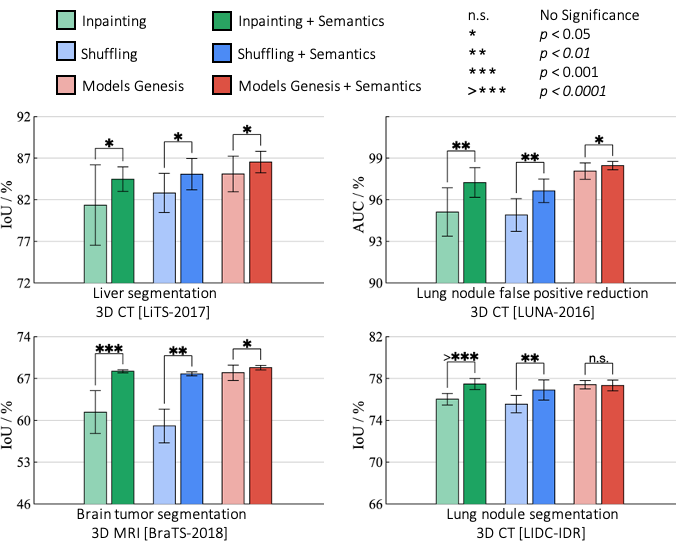 Inpainting
Inpainting + Semantics
n.s. No Significance
Shuffling
Shuffling + Semantics
* p < 0.05
** p < 0.01
Models Genesis
Models Genesis + Semantics
*** p < 0.001
>*** p < 0.0001
92
87
82
77
72
IoU / %
*
*
*
Liver segmentation
3D CT [LiTS-2017]
99
96
93
90
AUC / %
**
**
*
Lung nodule false positive reduction
3D CT [LUNA-2016]
74
67
60
53
46
IoU / %
***
**
*
Brain tumor segmentation
3D MRI [BraTS-2018]
82
78
74
70
66
IoU / %
>***
**
n.s.
Lung nodule segmentation
3D CT [LIDC-IDR]